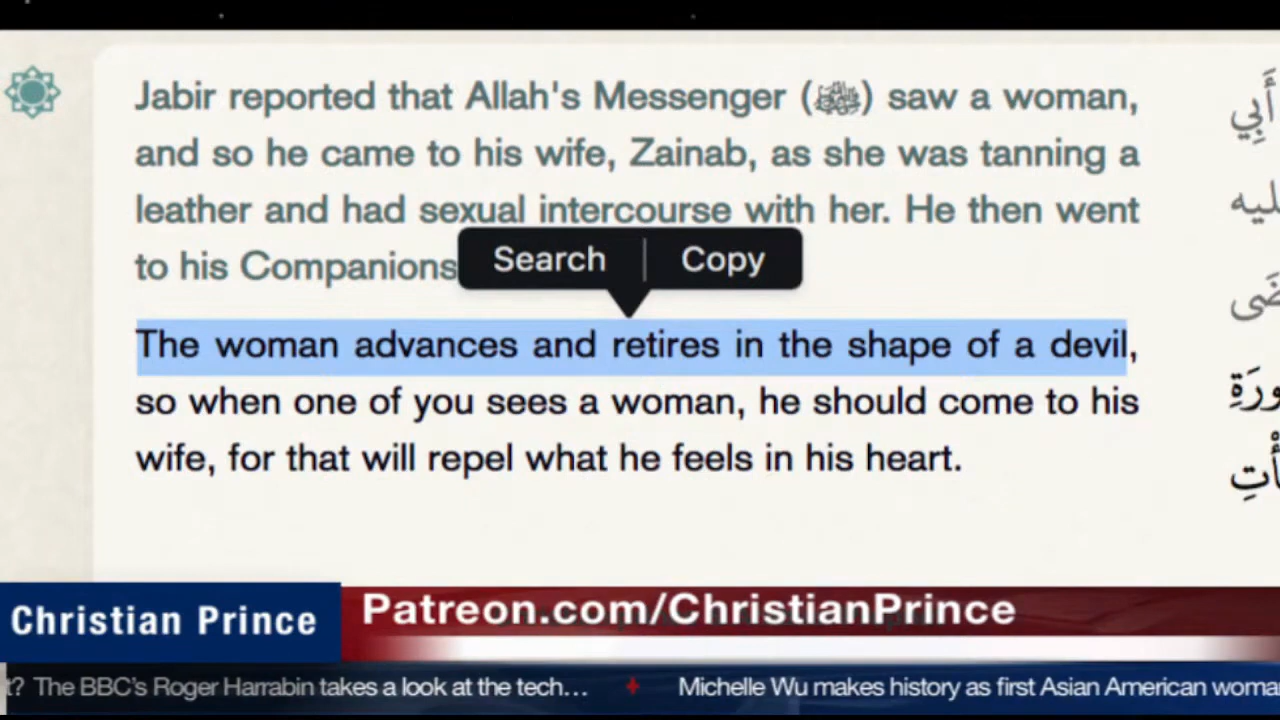 Jabir reported that Allah's Messenger (ﷺ) saw a woman,
and so he came to his wife, Zainab, as she was tanning a
leather and had sexual intercourse with her. He then went
to his Companions
Search | Copy
The woman advances and retires in the shape of a devil,
so when one of you sees a woman, he should come to his
wife, for that will repel what he feels in his heart.
أَبِي
Christian Prince
Patreon.com/ChristianPrince
t? The BBC's Roger Harrabin takes a look at the tech… Michelle Wu makes history as first Asian American woma